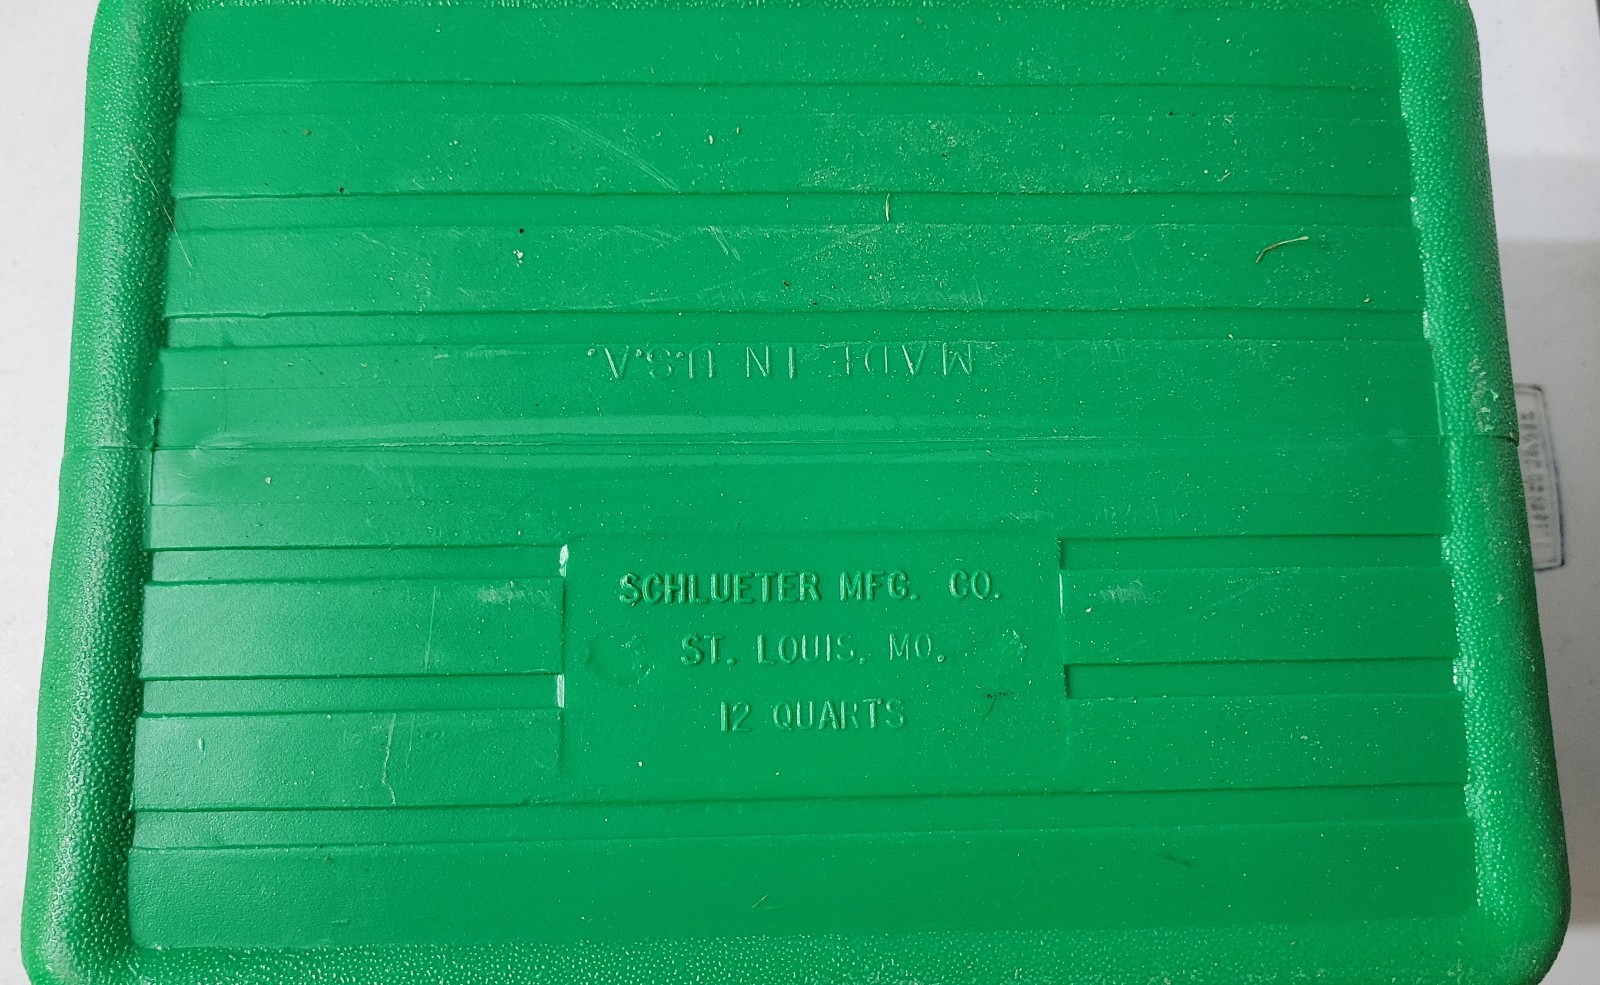 MADE IN U.S.A.
SCHLUETER MFG. CO.
ST. LOUIS, MO.
12 QUARTS